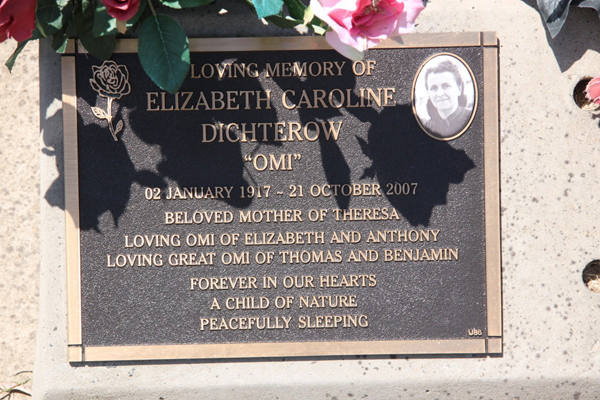 LOVING MEMORY OF
ELIZABETH CAROLINE
DICHTEROW
“OMI”
02 JANUARY 1917 ~ 21 OCTOBER 2007
BELOVED MOTHER OF THERESA
LOVING OMI OF ELIZABETH AND ANTHONY
LOVING GREAT OMI OF THOMAS AND BENJAMIN
FOREVER IN OUR HEARTS
A CHILD OF NATURE
PEACEFULLY SLEEPING